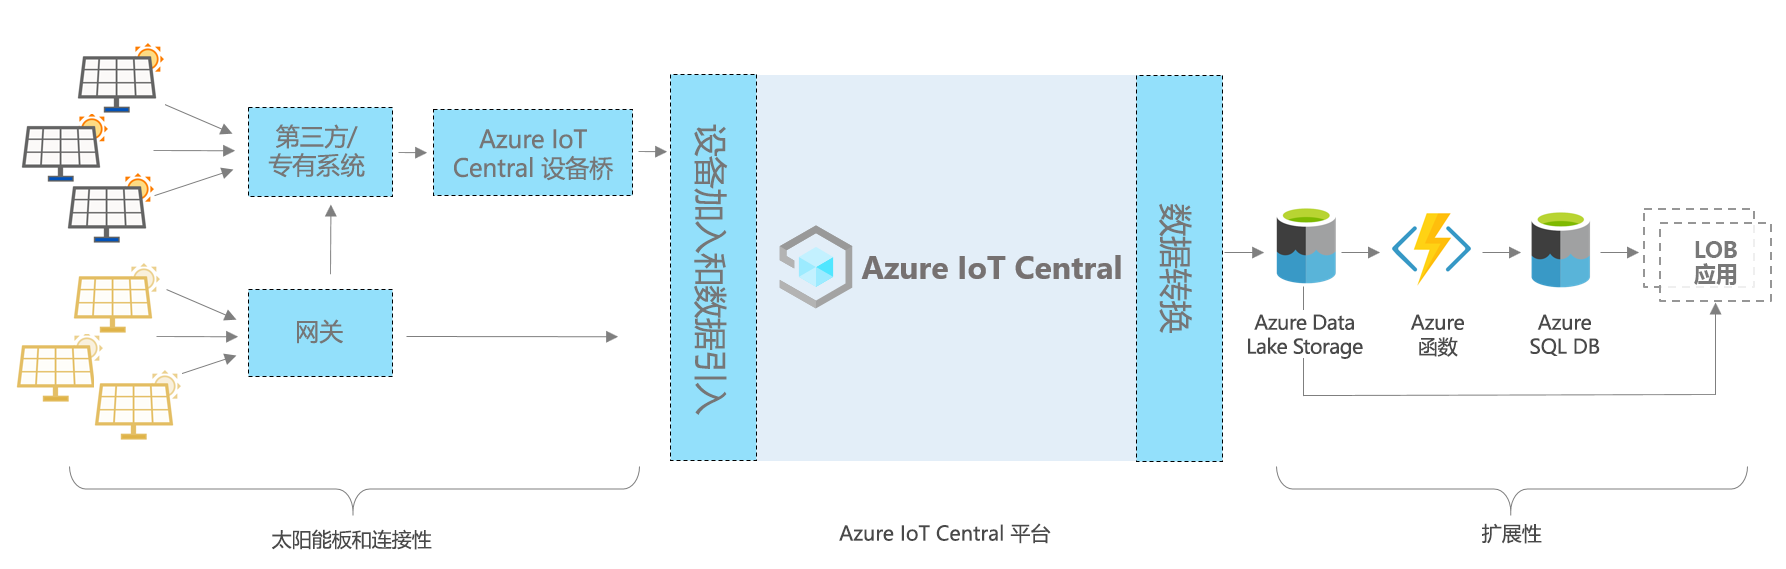 第三方/
专有系统
Azure IoT
Central 设备桥
网关
设备加入和数据引入
Azure IoT Central
数据转换
Azure Data
Lake Storage
Azure
函数
Azure
SQL DB
LOB
应用
太阳能板和连接性
Azure IoT Central 平台
扩展性